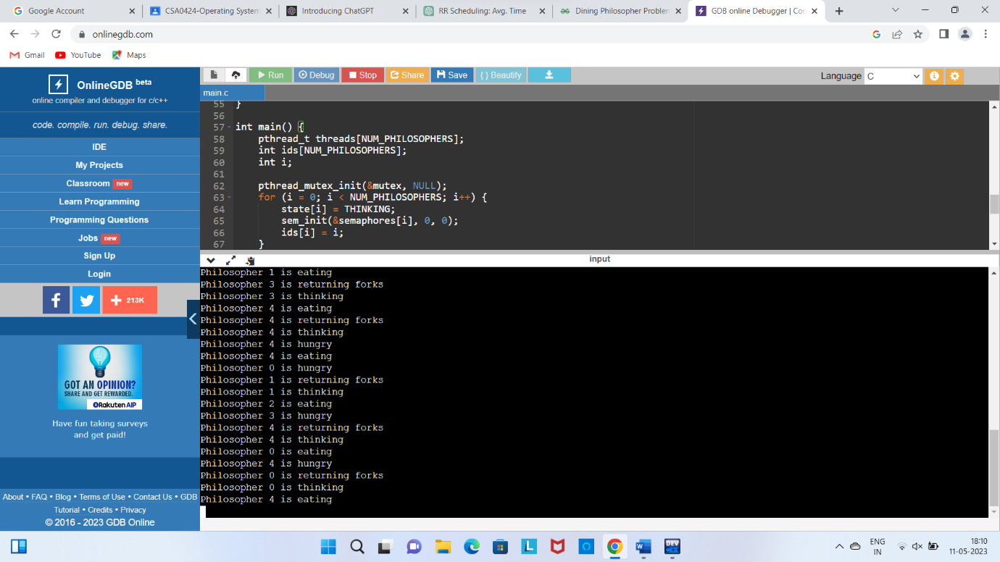 Google Account
CSA0424-Operating System
Introducing ChatGPT
RR Scheduling: Avg. Time
Dining Philosopher Problem
GDB online Debugger | Com
onlinegdb.com
Gmail
YouTube
Maps
OnlineGDB beta
online compiler and debugger for c/c++
code. compile. run. debug. share.
IDE
My Projects
Classroom new
Learn Programming
Programming Questions
Jobs new
Sign Up
Login
213K
GOT AN OPINION?
SHARE AND GET REWARDED.
Rakuten AIP
Have fun taking surveys
and get paid!
About • FAQ • Blog • Terms of Use • Contact Us • GDB
Tutorial • Credits • Privacy
© 2016 - 2023 GDB Online
Run Debug Stop Share Save {} Beautify
Language C
main.c
55 }
56
57 int main() {
58 pthread_t threads[NUM_PHILOSOPHERS];
59 int ids[NUM_PHILOSOPHERS];
60 int i;
61
62 pthread_mutex_init(&mutex, NULL);
63 for (i = 0; i < NUM_PHILOSOPHERS; i++) {
64 state[i] = THINKING;
65 sem_init(&semaphores[i], 0, 0);
66 ids[i] = i;
67 }
input
Philosopher 1 is eating
Philosopher 3 is returning forks
Philosopher 3 is thinking
Philosopher 4 is eating
Philosopher 4 is returning forks
Philosopher 4 is thinking
Philosopher 4 is hungry
Philosopher 4 is eating
Philosopher 0 is hungry
Philosopher 1 is returning forks
Philosopher 1 is thinking
Philosopher 2 is eating
Philosopher 3 is hungry
Philosopher 4 is returning forks
Philosopher 4 is thinking
Philosopher 0 is eating
Philosopher 4 is hungry
Philosopher 0 is returning forks
Philosopher 0 is thinking
Philosopher 4 is eating
DEV
ENG
IN
18:10
11-05-2023